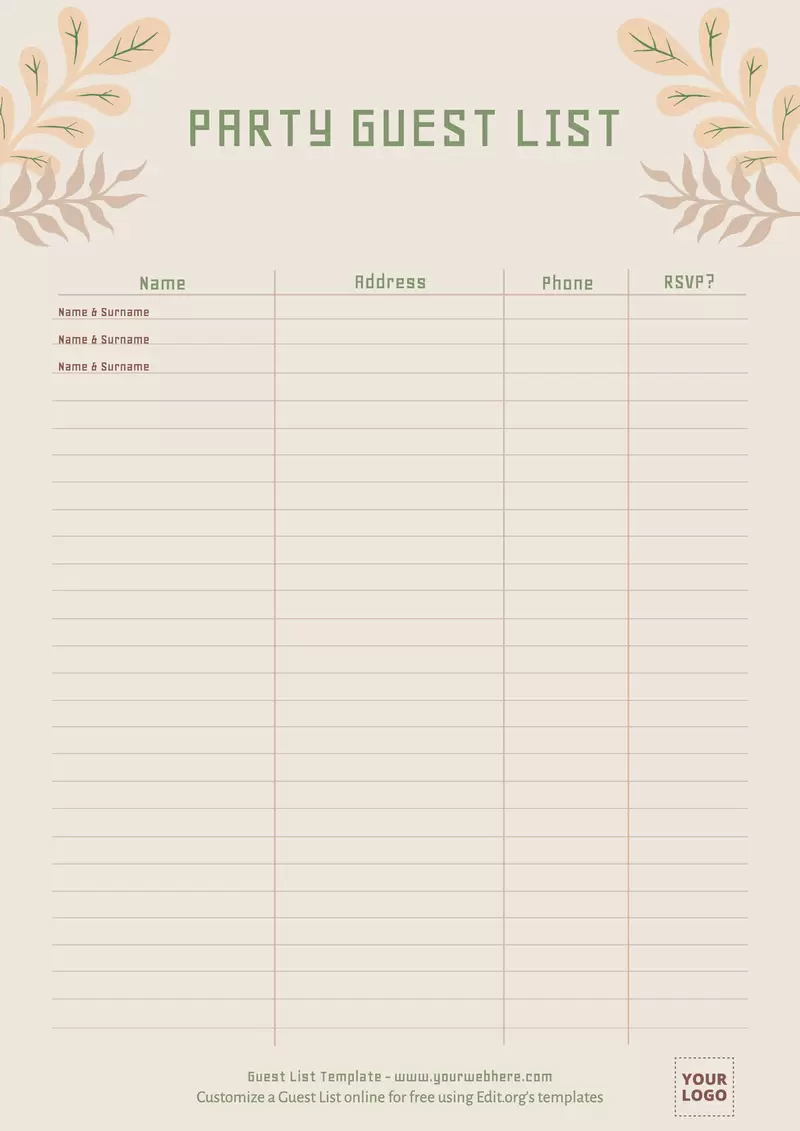 PARTY GUEST LIST
Name Address Phone RSVP?
Name & Surname
Name & Surname
Name & Surname
Guest List Template - www.yourwebhere.com
Customize a Guest List online for free using Edit.org's templates
YOUR
LOGO